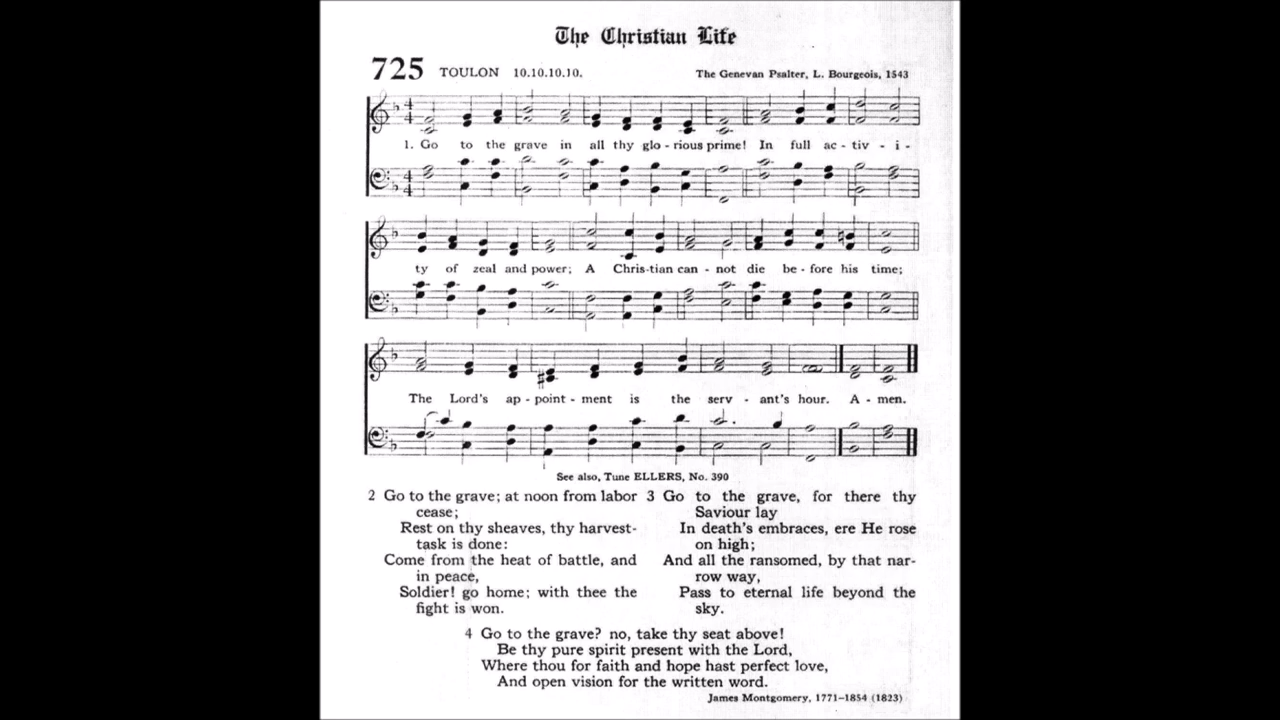 The Christian Life
725 TOULON 10.10.10.10. The Genevan Psalter, L. Bourgeois, 1543
1. Go to the grave in all thy glo - rious prime! In full ac - tiv - i -
ty of zeal and power; A Chris-tian can - not die be - fore his time;
The Lord's ap - point - ment is the serv - ant's hour. A - men.
See also, Tune ELLERS, No. 390
2 Go to the grave; at noon from labor
cease;
Rest on thy sheaves, thy harvest-
task is done:
Come from the heat of battle, and
in peace,
Soldier! go home; with thee the
fight is won.
3 Go to the grave, for there thy
Saviour lay
In death's embraces, ere He rose
on high;
And all the ransomed, by that nar-
row way,
Pass to eternal life beyond the
sky.
4 Go to the grave? no, take thy seat above!
Be thy pure spirit present with the Lord,
Where thou for faith and hope hast perfect love,
And open vision for the written word.
James Montgomery, 1771–1854 (1823)